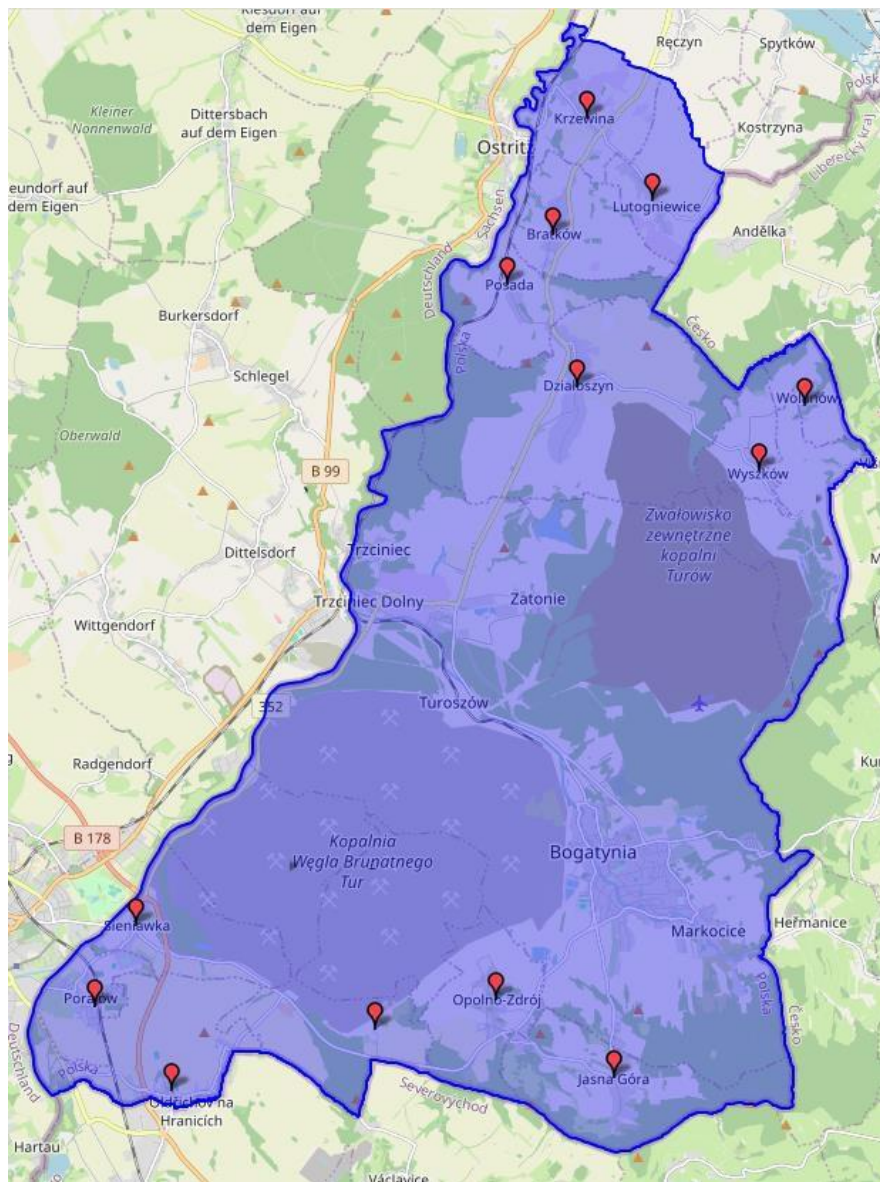 Kiesdorf auf
dem Eigen
Ręczyn
Spytków
Kleiner
Nonnenwald
Dittersbach
auf dem Eigen
Krzewina
Kostrzyna
Polska
Liberecký kraj
Ostritz
eundorf auf
dem Eigen
Lutogniewice
Sachsen
Bratków
Andělka
Deutschland
Posada
Burkersdorf
Česko
Polska
Schlegel
Działoszyn
Wolanów
Oberwald
B 99
Wyszków
Zwałowisko
zewnętrzne
kopalni
Turów
Trzciniec
Dittelsdorf
Trzciniec Dolny
Zatonie
Wittgendorf
352
Turoszów
Radgendorf
Kur
B 178
Kopalnia
Węgla Brunatnego
Tur
Bogatynia
Sieniawka
Markocice
Heřmanice
Porajów
Opolno-Zdrój
Polska
Česko
Deutschland
Polska
Jasna Góra
Severovýchod
Oldřichov na
Hranicích
Hartau
Václavice